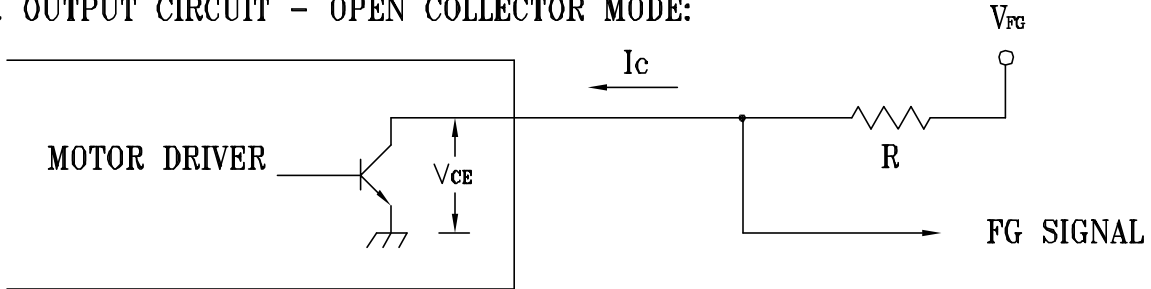 . OUTPUT CIRCUIT - OPEN COLLECTOR MODE:
VFG
Ic
MOTOR DRIVER
VCE
R
FG SIGNAL